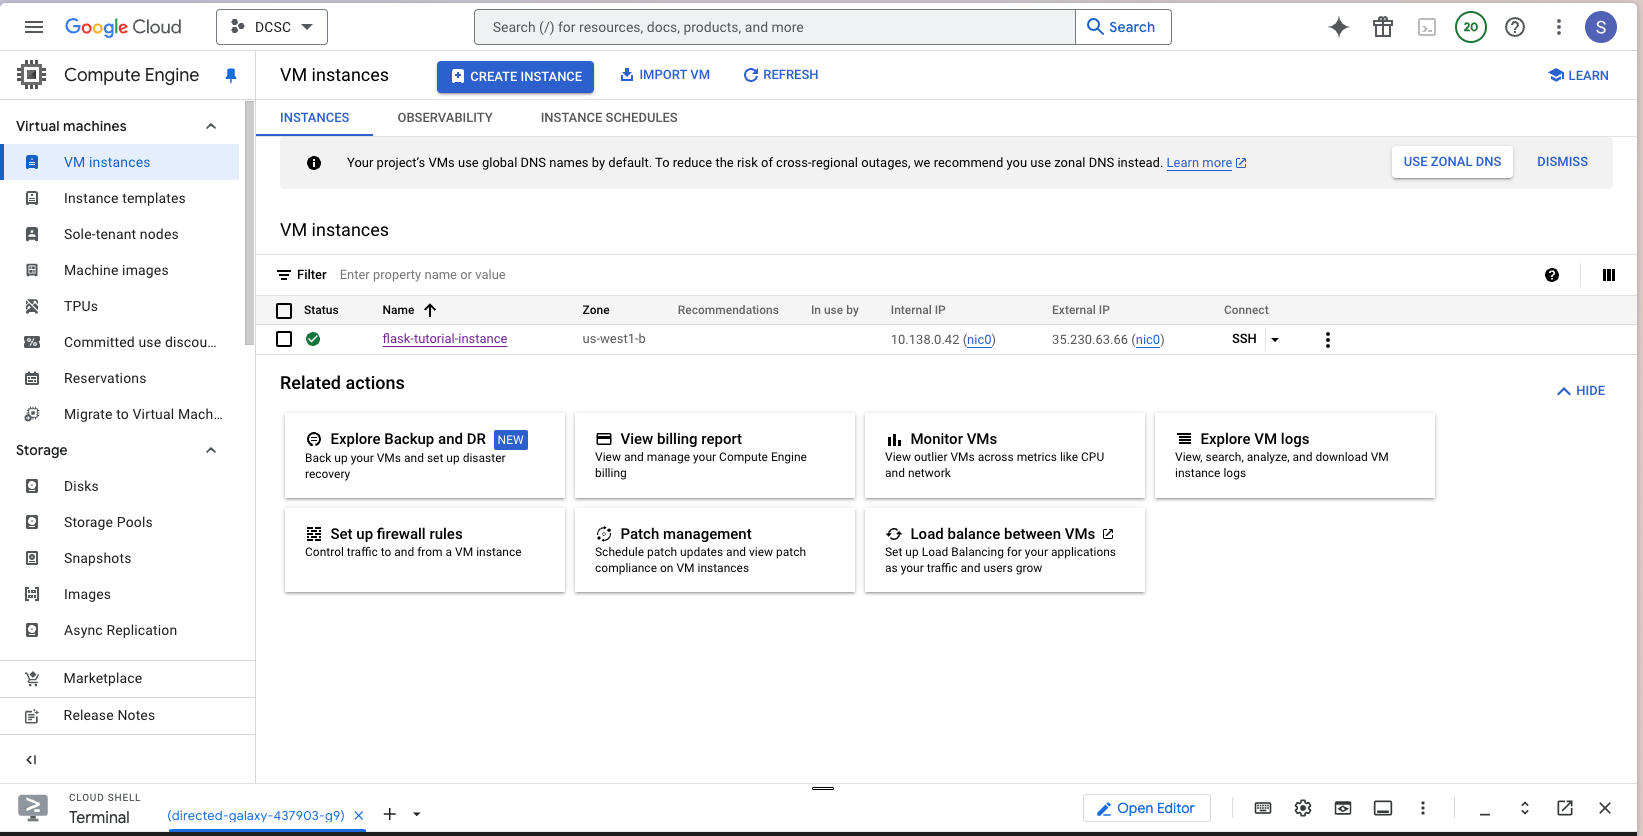 Google Cloud
DCSC
Search (/) for resources, docs, products, and more
Search
20
S
Compute Engine
VM instances
CREATE INSTANCE
IMPORT VM
REFRESH
LEARN
INSTANCES
OBSERVABILITY
INSTANCE SCHEDULES
Virtual machines
VM instances
Instance templates
Sole-tenant nodes
Machine images
TPUs
Committed use discou...
Reservations
Migrate to Virtual Mach...
Storage
Disks
Storage Pools
Snapshots
Images
Async Replication
Marketplace
Release Notes
Your project's VMs use global DNS names by default. To reduce the risk of cross-regional outages, we recommend you use zonal DNS instead. Learn more
USE ZONAL DNS
DISMISS
VM instances
Filter
Enter property name or value
Status
Name
Zone
Recommendations
In use by
Internal IP
External IP
Connect
flask-tutorial-instance
us-west1-b
10.138.0.42 (nic0)
35.230.63.66 (nic0)
SSH
Related actions
HIDE
Explore Backup and DR NEW
Back up your VMs and set up disaster
recovery
View billing report
View and manage your Compute Engine
billing
Monitor VMs
View outlier VMs across metrics like CPU
and network
Explore VM logs
View, search, analyze, and download VM
instance logs
Set up firewall rules
Control traffic to and from a VM instance
Patch management
Schedule patch updates and view patch
compliance on VM instances
Load balance between VMs
Set up Load Balancing for your applications
as your traffic and users grow
CLOUD SHELL
Terminal
(directed-galaxy-437903-g9)
Open Editor